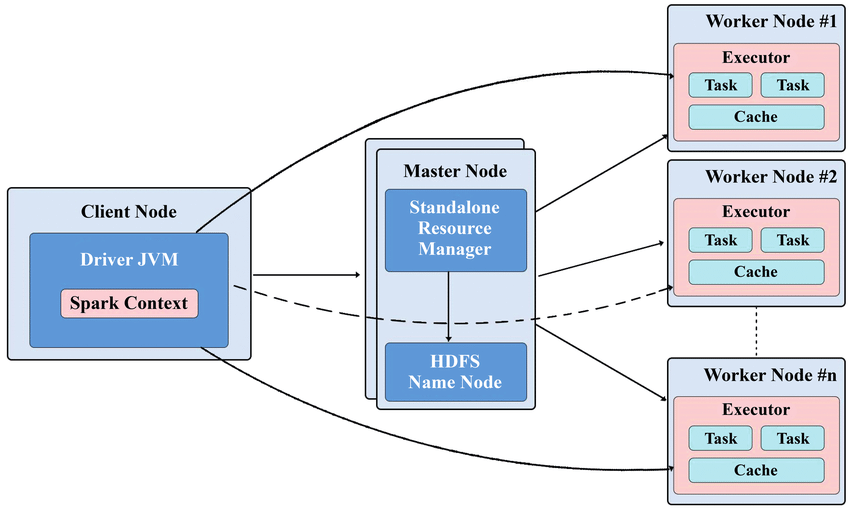 Client Node
Driver JVM
Spark Context
Master Node
Standalone
Resource
Manager
HDFS
Name Node
Worker Node #1
Executor
Task Task
Cache
Worker Node #2
Executor
Task Task
Cache
Worker Node #n
Executor
Task Task
Cache